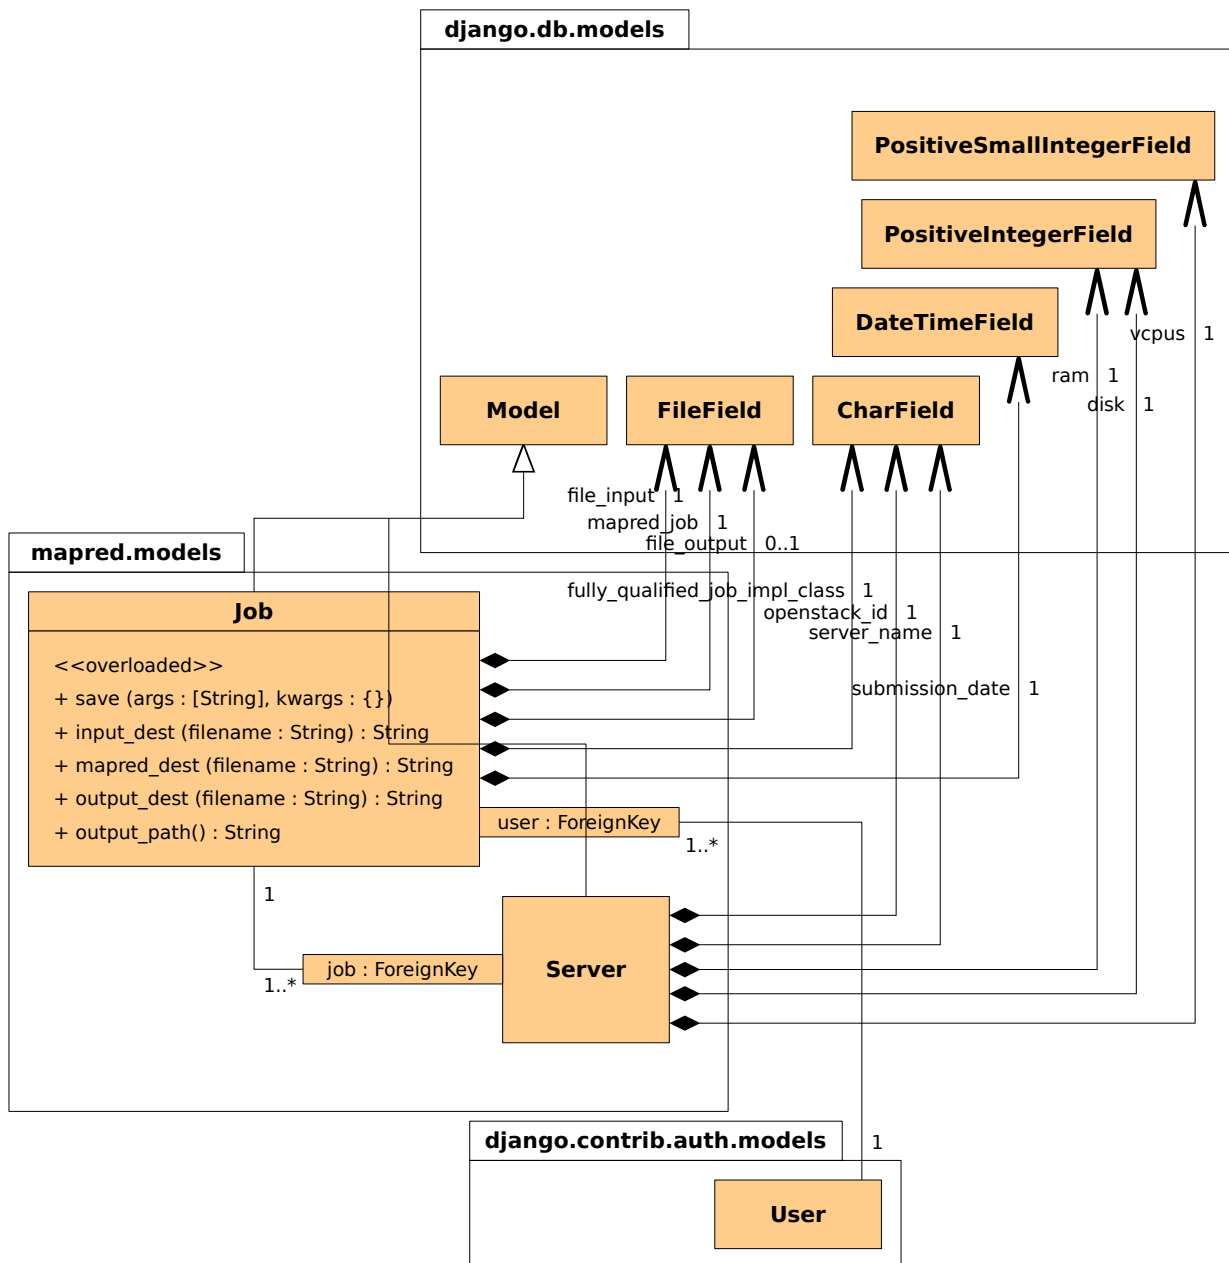 django.db.models
PositiveSmallIntegerField
PositiveIntegerField
DateTimeField
vcpus 1
ram 1
disk 1
Model
FileField
CharField
file_input 1
mapred_job 1
file_output 0..1
mapred.models
fully_qualified_job_impl_class 1
openstack_id 1
server_name 1
submission_date 1
Job
<<overloaded>>
+ save (args : [String], kwargs : {})
+ input_dest (filename : String) : String
+ mapred_dest (filename : String) : String
+ output_dest (filename : String) : String
+ output_path() : String
user : ForeignKey
1..*
1
job : ForeignKey
1..*
Server
django.contrib.auth.models
1
User